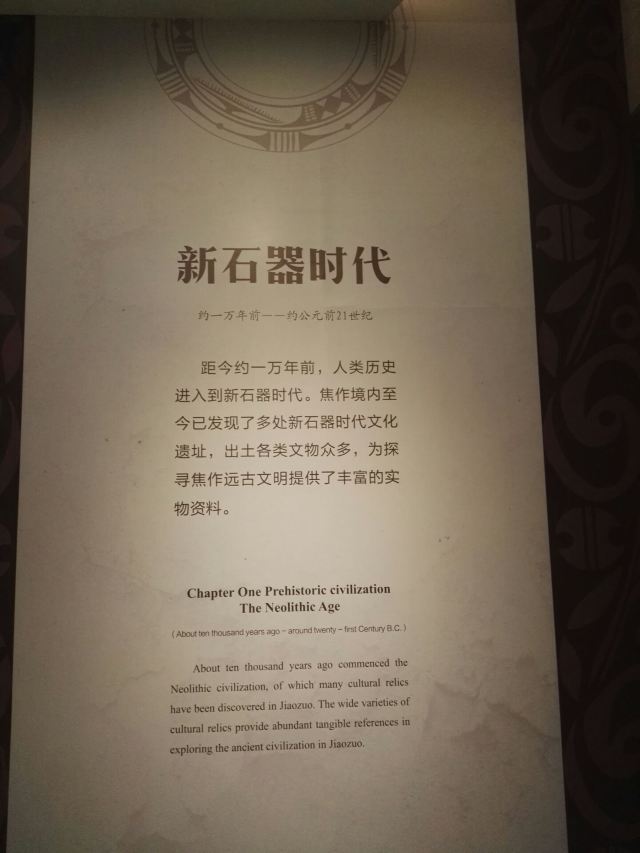 新石器时代
约一万年前——约公元前21世纪
距今约一万年前，人类历史
进入到新石器时代。焦作境内至
今已发现了多处新石器时代文化
遗址，出土各类文物众多，为探
寻焦作远古文明提供了丰富的实
物资料。
Chapter One Prehistoric civilization
The Neolithic Age
( About ten thousand years ago - around twenty - first Century B.C. )
About ten thousand years ago commenced the
Neolithic civilization, of which many cultural relics
have been discovered in Jiaozuo. The wide varieties of
cultural relics provide abundant tangible references in
exploring the ancient civilization in Jiaozuo.